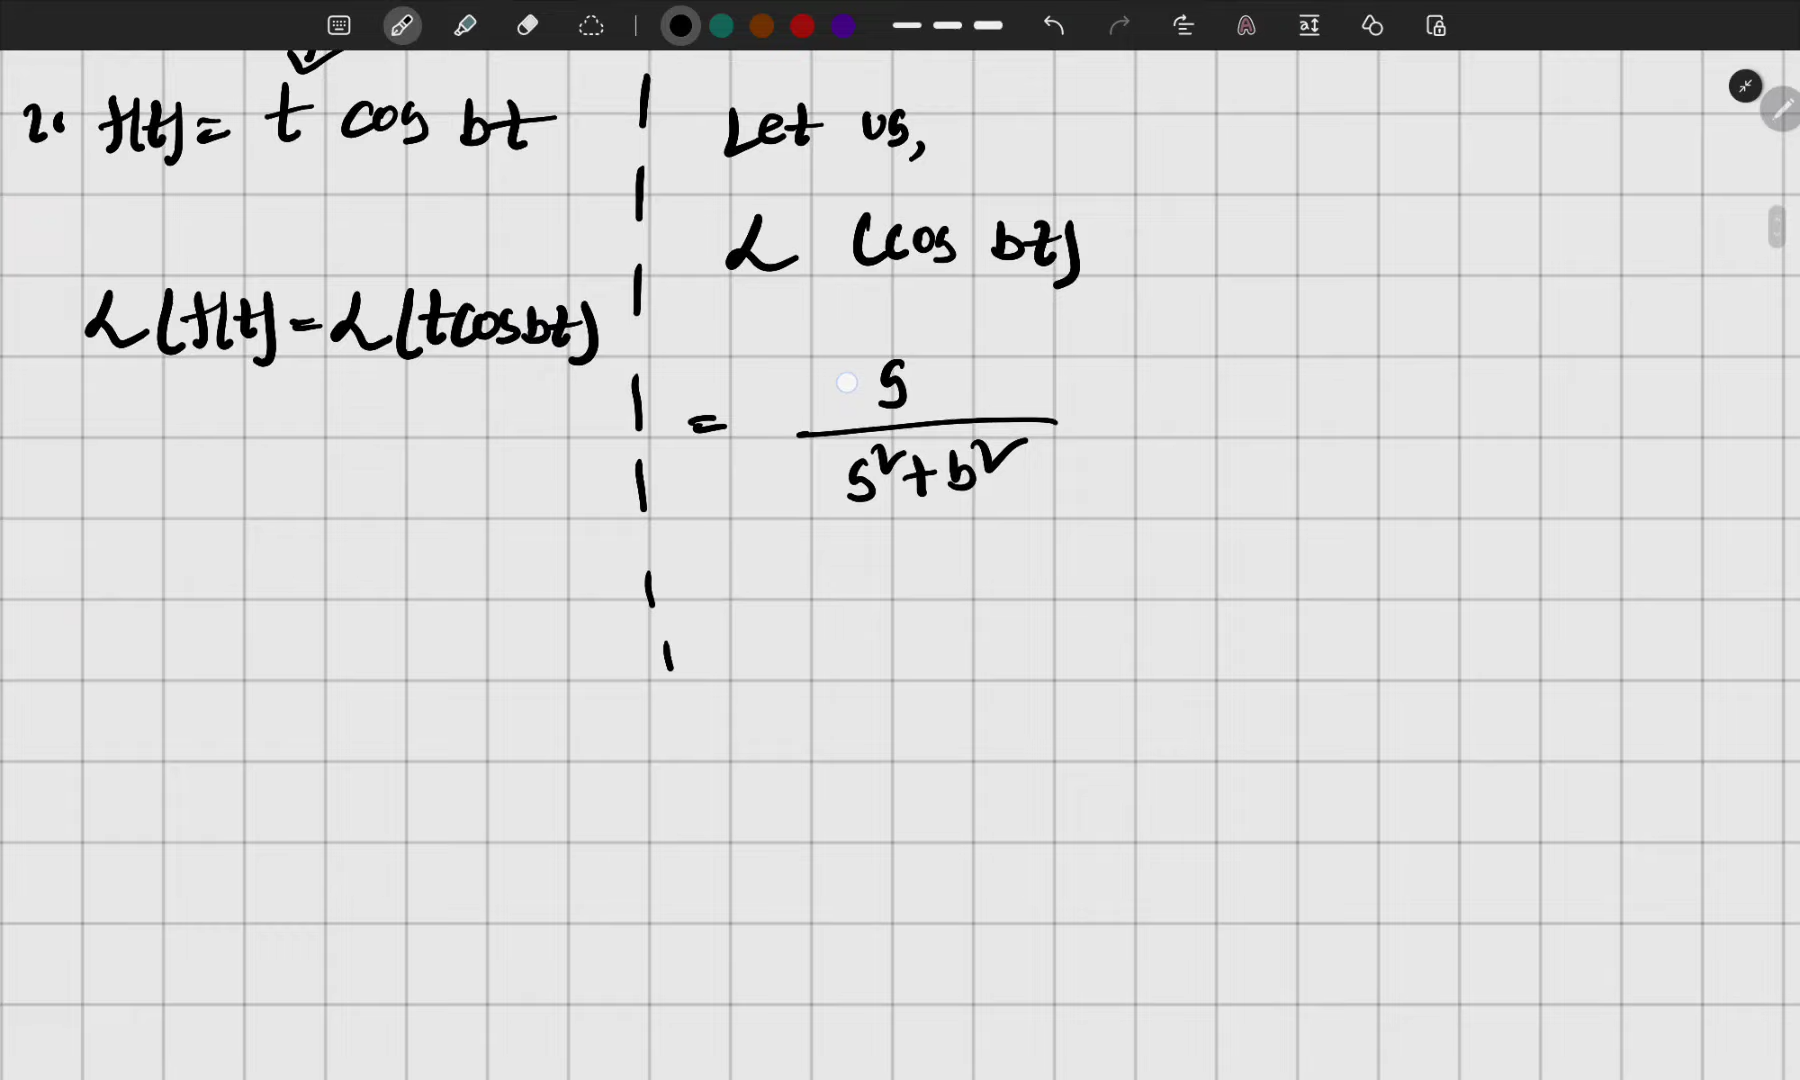 2. f(t) = t cos bt
L(f(t) = L(t cos bt)
Let us,
L (cos bt)
= s
s²+b²